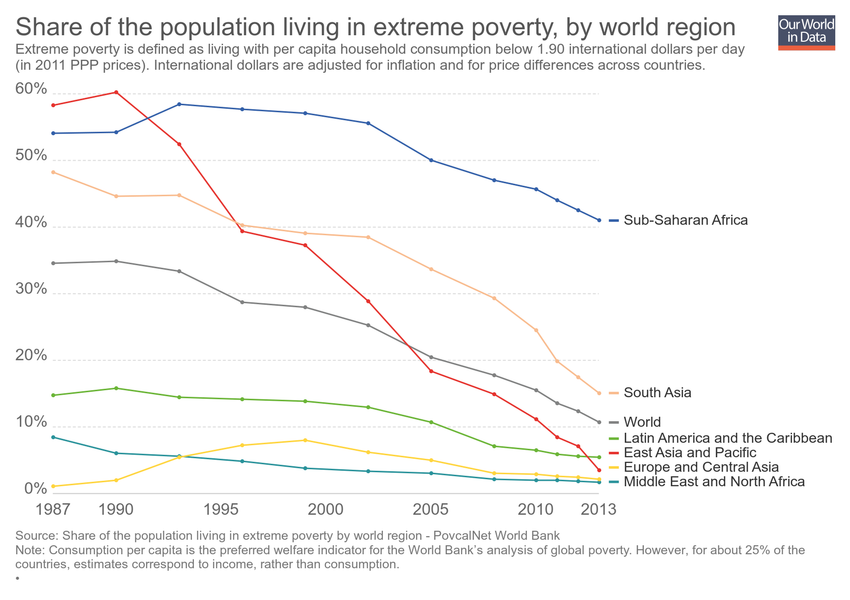 Share of the population living in extreme poverty, by world region
Our World
in Data
Extreme poverty is defined as living with per capita household consumption below 1.90 international dollars per day
(in 2011 PPP prices). International dollars are adjusted for inflation and for price differences across countries.
60%
50%
40%
30%
20%
10%
0%
1987
1990
1995
2000
2005
2010
2013
Sub-Saharan Africa
South Asia
World
Latin America and the Caribbean
East Asia and Pacific
Europe and Central Asia
Middle East and North Africa
Source: Share of the population living in extreme poverty by world region - PovcalNet World Bank
Note: Consumption per capita is the preferred welfare indicator for the World Bank's analysis of global poverty. However, for about 25% of the
countries, estimates correspond to income, rather than consumption.
•